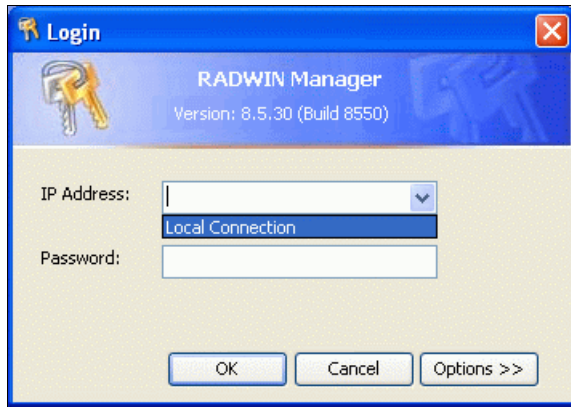 Login
RADWIN Manager
Version: 8.5.30 (Build 8550)
IP Address:
Local Connection
Password:
OK Cancel Options >>